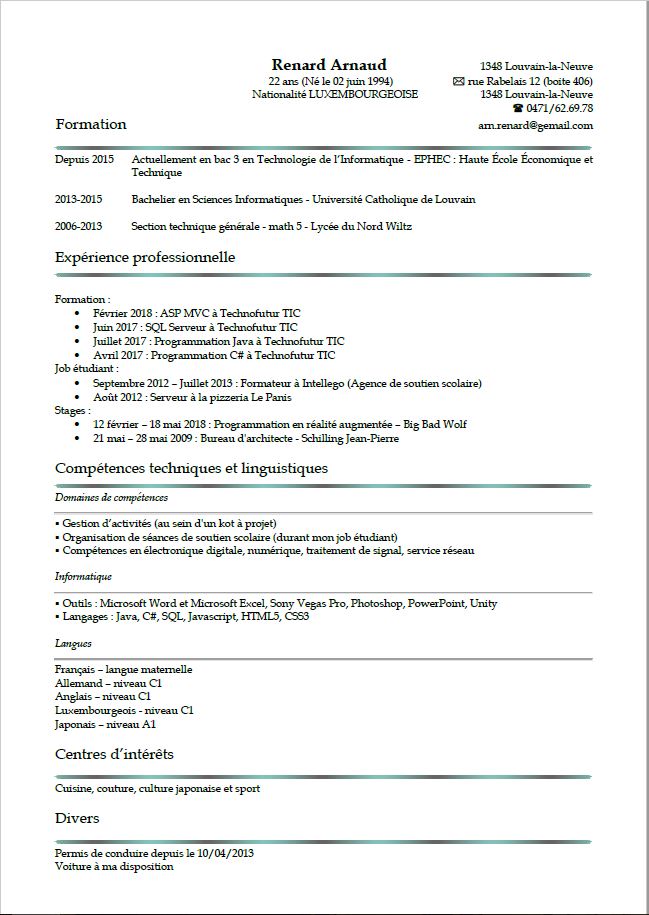 Renard Arnaud
22 ans (Né le 02 juin 1994)
Nationalité LUXEMBOURGEOISE
1348 Louvain-la-Neuve
🖂 rue Rabelais 12 (boite 406)
1348 Louvain-la-Neuve
☎ 0471/62.69.78
arn.renard@gemail.com
Formation
Depuis 2015 Actuellement en bac 3 en Technologie de l'Informatique - EPHEC : Haute École Économique et
Technique
2013-2015 Bachelier en Sciences Informatiques - Université Catholique de Louvain
2006-2013 Section technique générale - math 5 - Lycée du Nord Wiltz
Expérience professionnelle
Formation :
• Février 2018 : ASP MVC à Technofutur TIC
• Juin 2017 : SQL Serveur à Technofutur TIC
• Juillet 2017 : Programmation Java à Technofutur TIC
• Avril 2017 : Programmation C# à Technofutur TIC
Job étudiant :
• Septembre 2012 – Juillet 2013 : Formateur à Intellego (Agence de soutien scolaire)
• Août 2012 : Serveur à la pizzeria Le Panis
Stages :
• 12 février – 18 mai 2018 : Programmation en réalité augmentée – Big Bad Wolf
• 21 mai – 28 mai 2009 : Bureau d'architecte - Schilling Jean-Pierre
Compétences techniques et linguistiques
Domaines de compétences
▪ Gestion d'activités (au sein d'un kot à projet)
▪ Organisation de séances de soutien scolaire (durant mon job étudiant)
▪ Compétences en électronique digitale, numérique, traitement de signal, service réseau
Informatique
▪ Outils : Microsoft Word et Microsoft Excel, Sony Vegas Pro, Photoshop, PowerPoint, Unity
▪ Langages : Java, C#, SQL, Javascript, HTML5, CSS3
Langues
Français – langue maternelle
Allemand – niveau C1
Anglais – niveau C1
Luxembourgeois - niveau C1
Japonais – niveau A1
Centres d'intérêts
Cuisine, couture, culture japonaise et sport
Divers
Permis de conduire depuis le 10/04/2013
Voiture à ma disposition